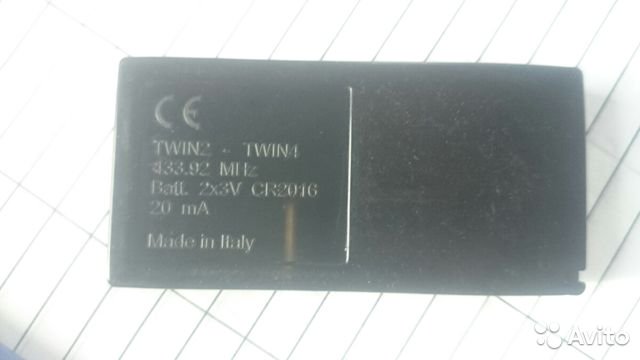 CE
TWIN2 - TWIN4
433.92 MHz
Batt. 2x3V CR2016
20 mA
Made in Italy
Avito